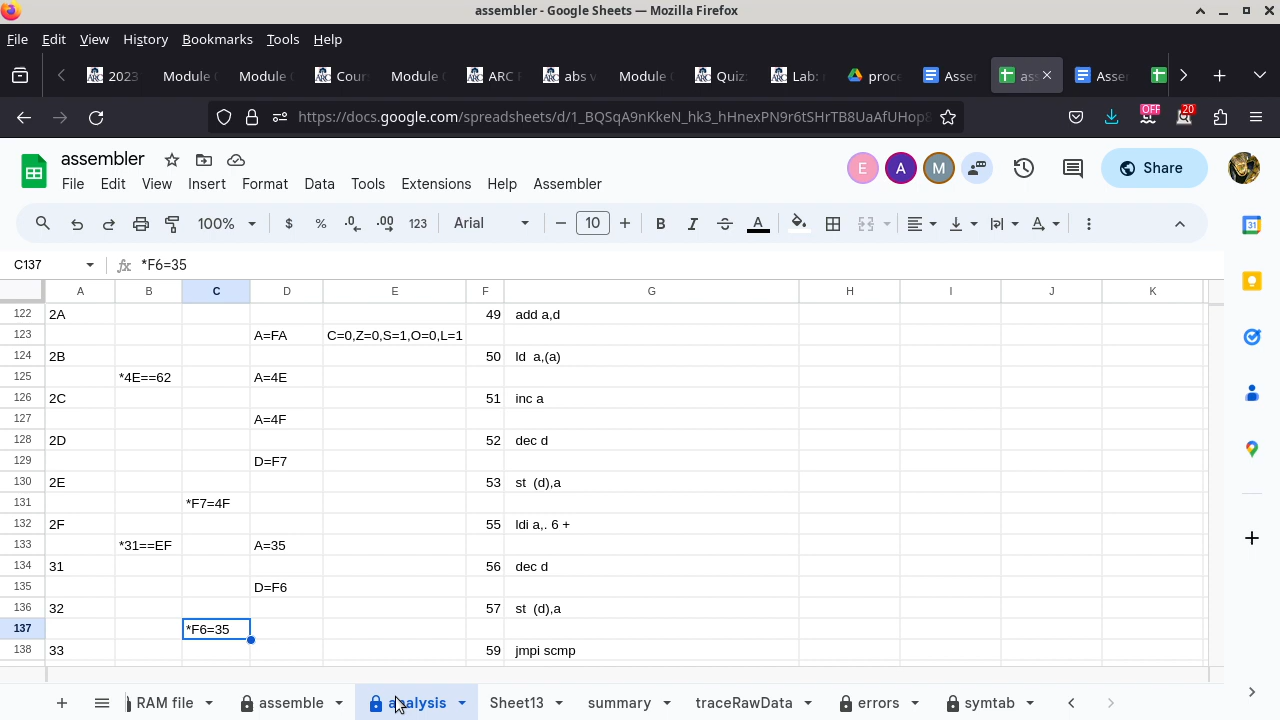 assembler - Google Sheets — Mozilla Firefox
File Edit View History Bookmarks Tools Help
2023 Module Module Cour Module ARC abs v Module Quiz Lab: proce Asse as Asse
https://docs.google.com/spreadsheets/d/1_BQSqA9nKkeN_hk3_hHnexPN9r6tSHrTB8UaAfUHop8
OFF 20
assembler
File Edit View Insert Format Data Tools Extensions Help Assembler
E A M Share
100% $ % .0 .00 123 Arial 10 B I S A
C137 fx *F6=35
A B C D E F G H I J K
122 2A 49 add a,d
123 A=FA C=0,Z=0,S=1,O=0,L=1
124 2B 50 ld a,(a)
125 *4E==62 A=4E
126 2C 51 inc a
127 A=4F
128 2D 52 dec d
129 D=F7
130 2E 53 st (d),a
131 *F7=4F
132 2F 55 ldi a,. 6 +
133 *31==EF A=35
134 31 56 dec d
135 D=F6
136 32 57 st (d),a
137 *F6=35
138 33 59 jmpi scmp
RAM file assemble analysis Sheet13 summary traceRawData errors symtab